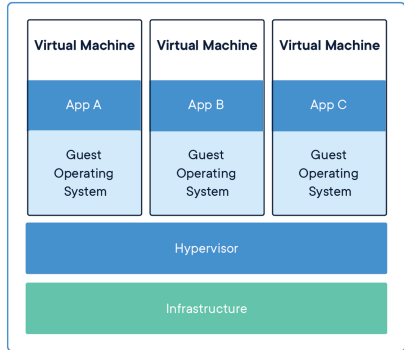 Virtual Machine
Virtual Machine
Virtual Machine
App A
App B
App C
Guest
Operating
System
Guest
Operating
System
Guest
Operating
System
Hypervisor
Infrastructure